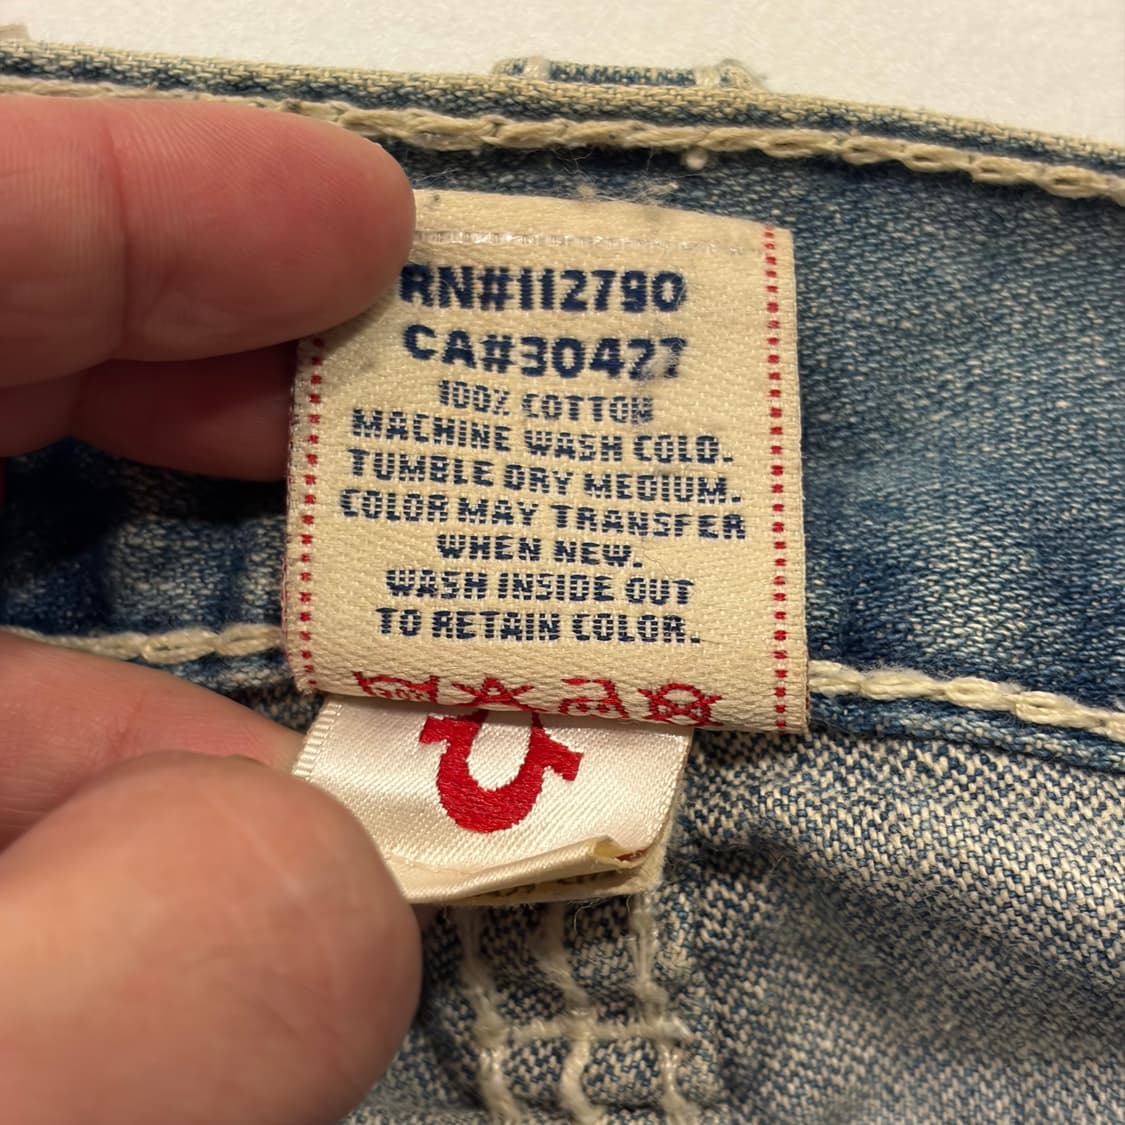 RN#112790
CA#30427
100% COTTON
MACHINE WASH COLD.
TUMBLE DRY MEDIUM.
COLOR MAY TRANSFER
WHEN NEW.
WASH INSIDE OUT
TO RETAIN COLOR.